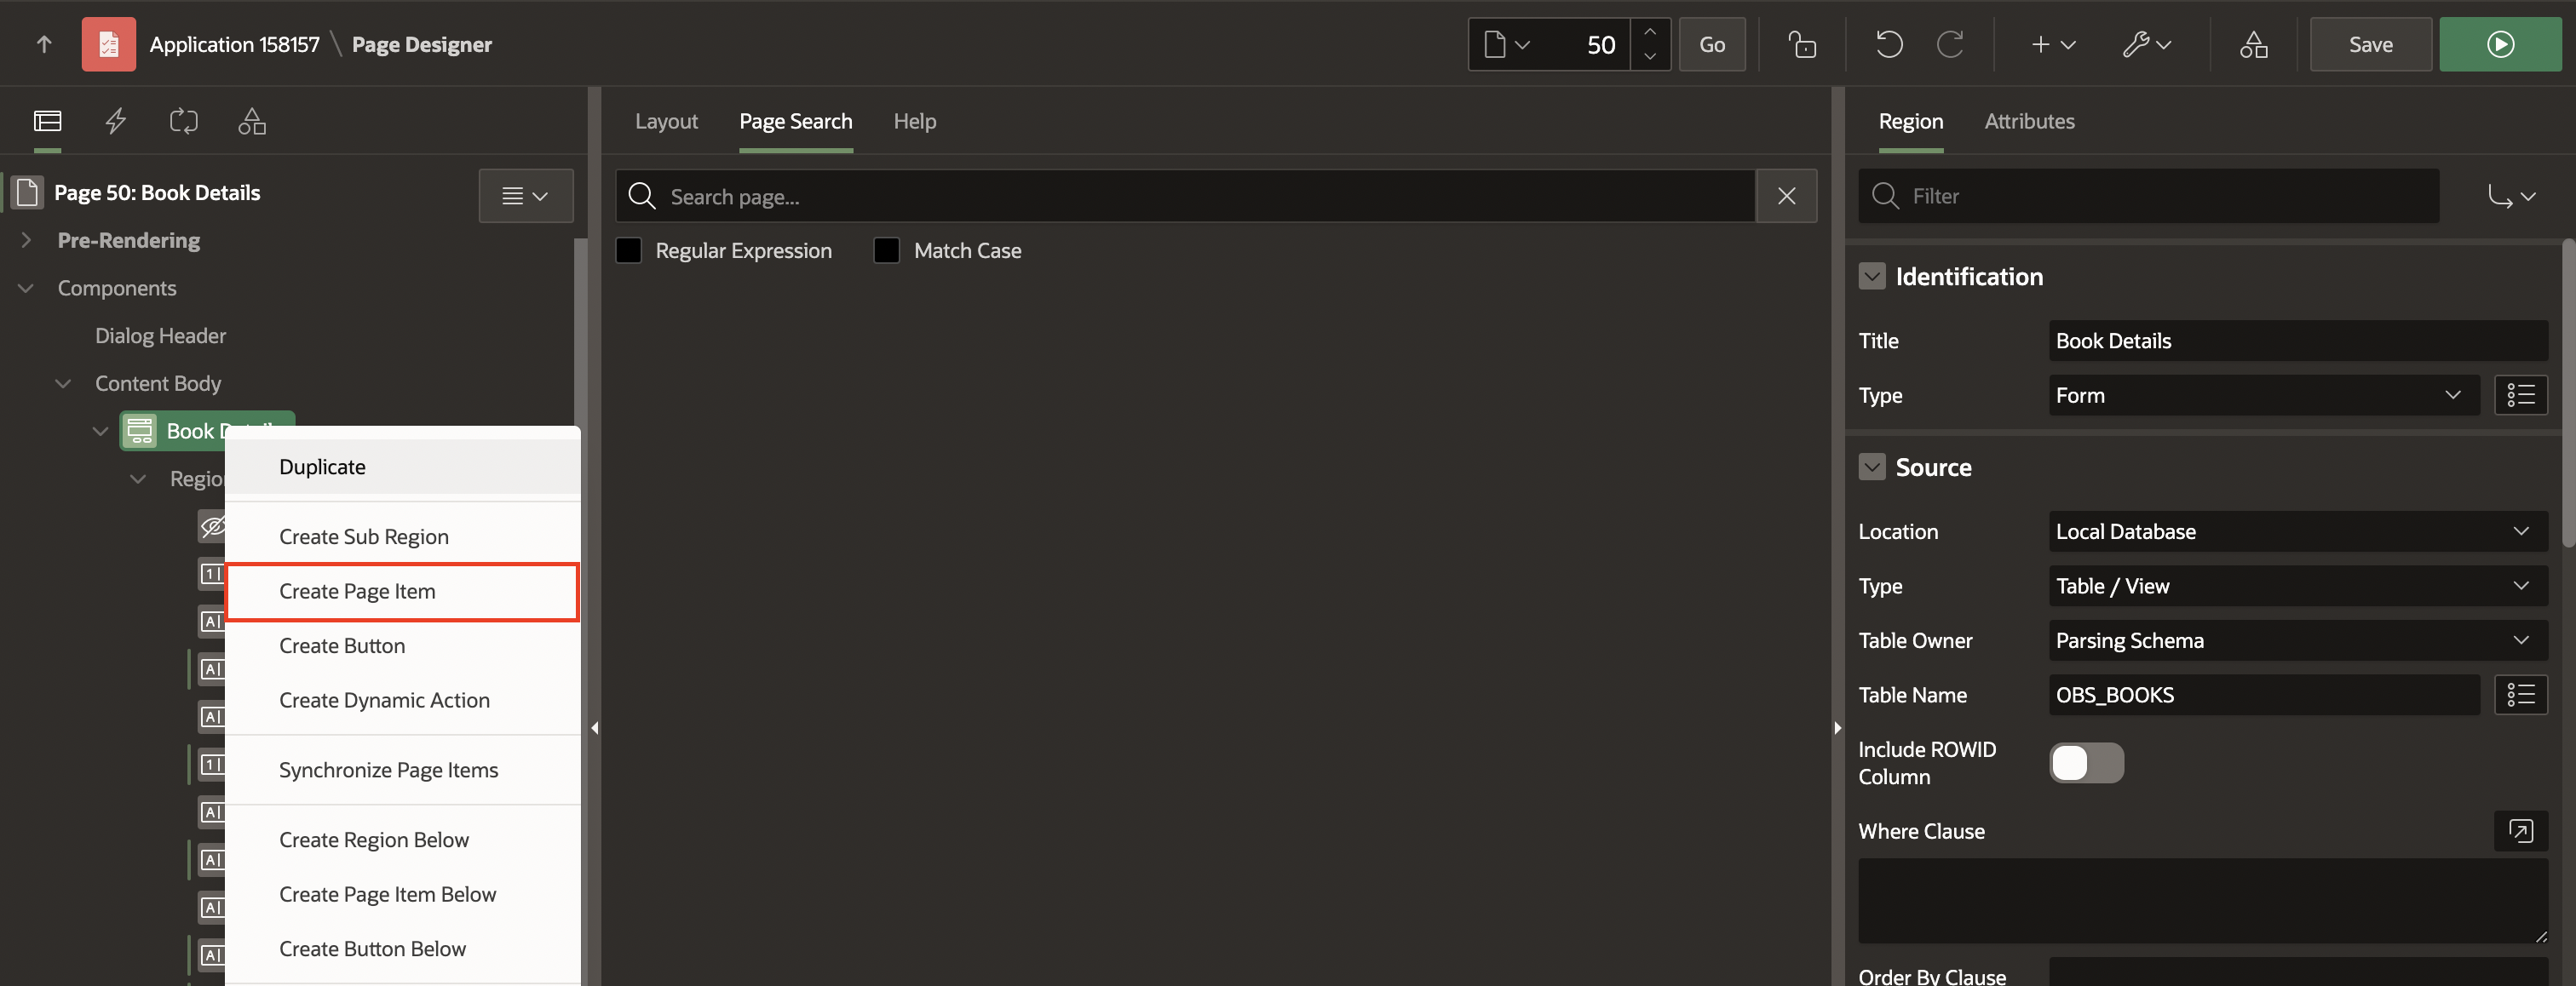 Application 158157 \ Page Designer
50
Go
Save
Page 50: Book Details
Pre-Rendering
Components
Dialog Header
Content Body
Book
Duplicate
Create Sub Region
Create Page Item
Create Button
Create Dynamic Action
Synchronize Page Items
Create Region Below
Create Page Item Below
Create Button Below
Layout
Page Search
Help
Search page...
Regular Expression
Match Case
Region
Attributes
Filter
Identification
Title
Book Details
Type
Form
Source
Location
Local Database
Type
Table / View
Table Owner
Parsing Schema
Table Name
OBS_BOOKS
Include ROWID
Column
Where Clause
Order By Clause